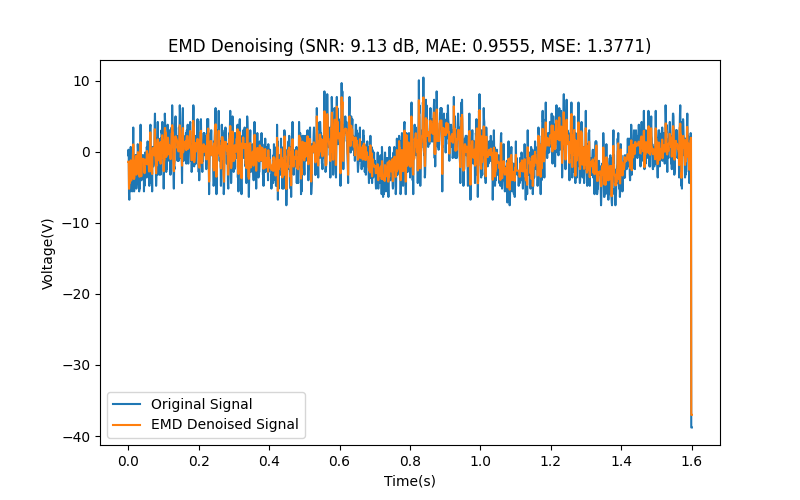 EMD Denoising (SNR: 9.13 dB, MAE: 0.9555, MSE: 1.3771)
10
0
−10
−20
−30
−40
Voltage(V)
Original Signal
EMD Denoised Signal
0.0 0.2 0.4 0.6 0.8 1.0 1.2 1.4 1.6
Time(s)